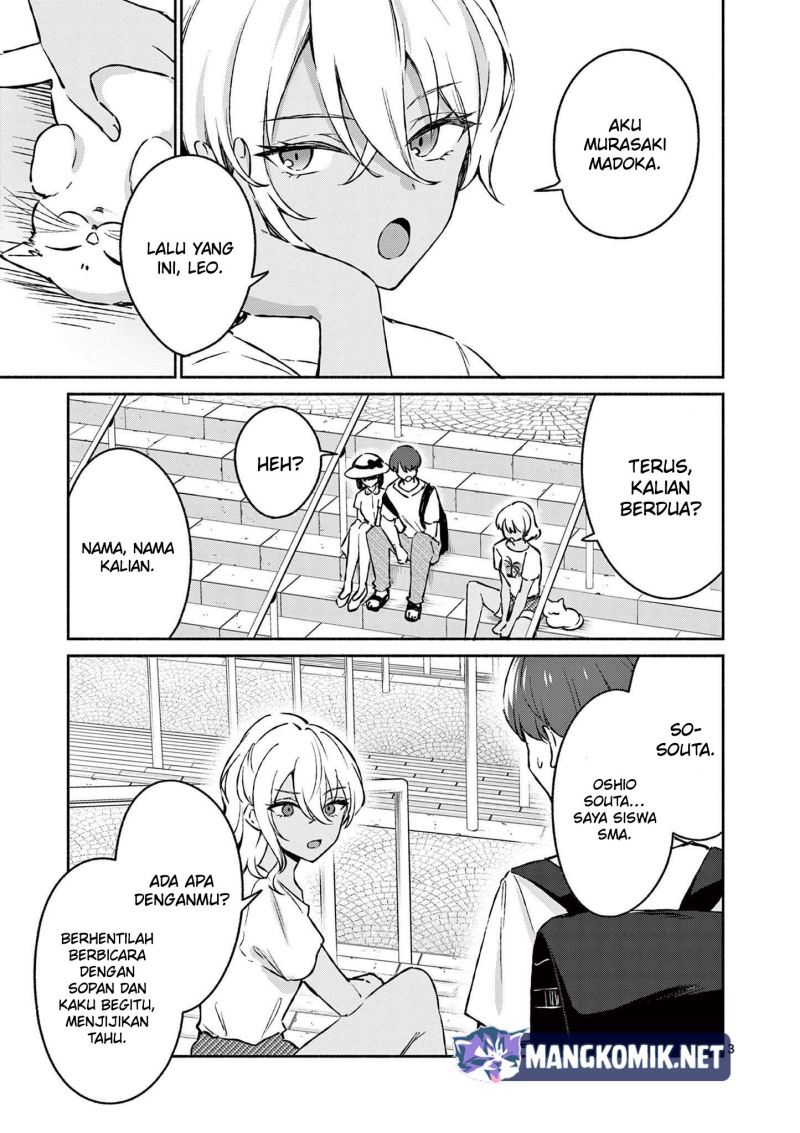 AKU
MURASAKI
MADOKA.
LALU YANG
INI, LEO.
TERUS,
KALIAN
BERDUA?
HEH?
NAMA, NAMA
KALIAN.
SO-
SOUTA.
OSHIO
SOUTA...
SAYA SISWA
SMA.
ADA APA
DENGANMU?
BERHENTILAH
BERBICARA
DENGAN
SOPAN DAN
KAKU BEGITU,
MENJIJIKAN
TAHU.
MANGKOMIK.NET
3